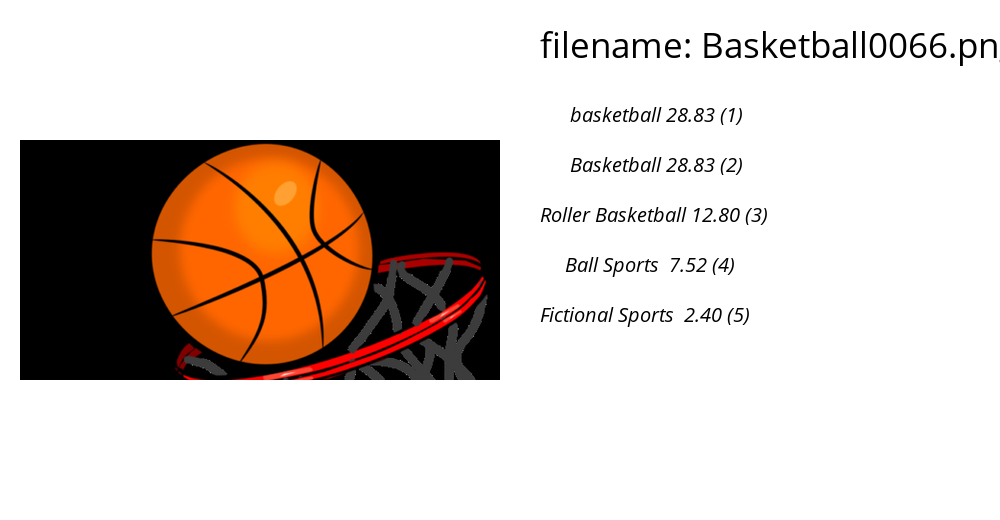 filename: Basketball0066.pn
basketball 28.83 (1)
Basketball 28.83 (2)
Roller Basketball 12.80 (3)
Ball Sports 7.52 (4)
Fictional Sports 2.40 (5)